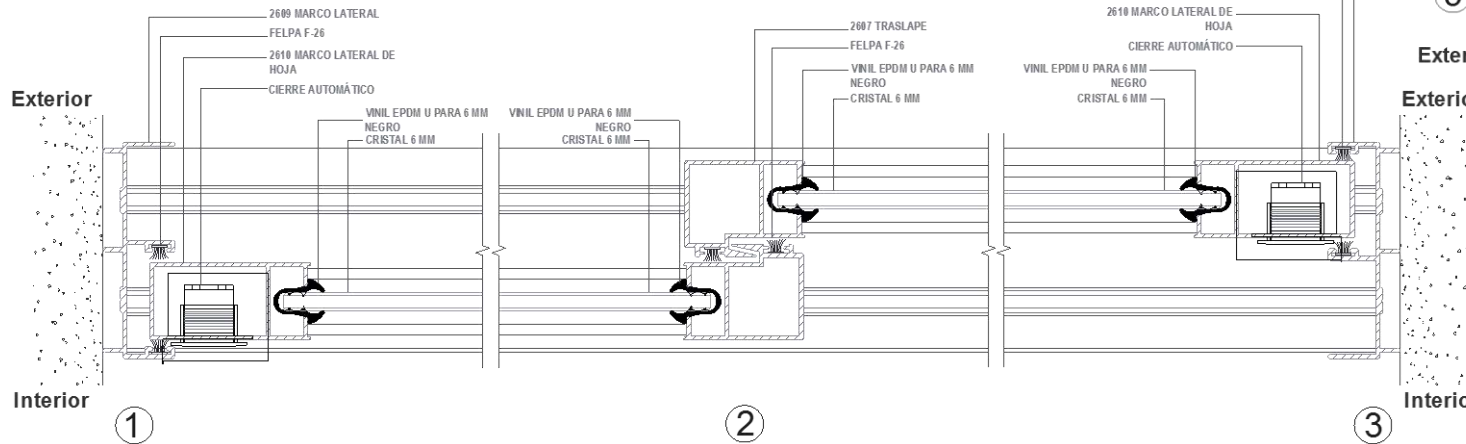 2609 MARCO LATERAL
FELPA F-26
2610 MARCO LATERAL DE
HOJA
CIERRE AUTOMÁTICO
VINIL EPDM U PARA 6 MM
NEGRO
CRISTAL 6 MM
VINIL EPDM U PARA 6 MM
NEGRO
CRISTAL 6 MM
2607 TRASLAPE
FELPA F-26
VINIL EPDM U PARA 6 MM
NEGRO
CRISTAL 6 MM
2610 MARCO LATERAL DE
HOJA
CIERRE AUTOMÁTICO
VINIL EPDM U PARA 6 MM
NEGRO
CRISTAL 6 MM
Exterior
Interior
1
2
3